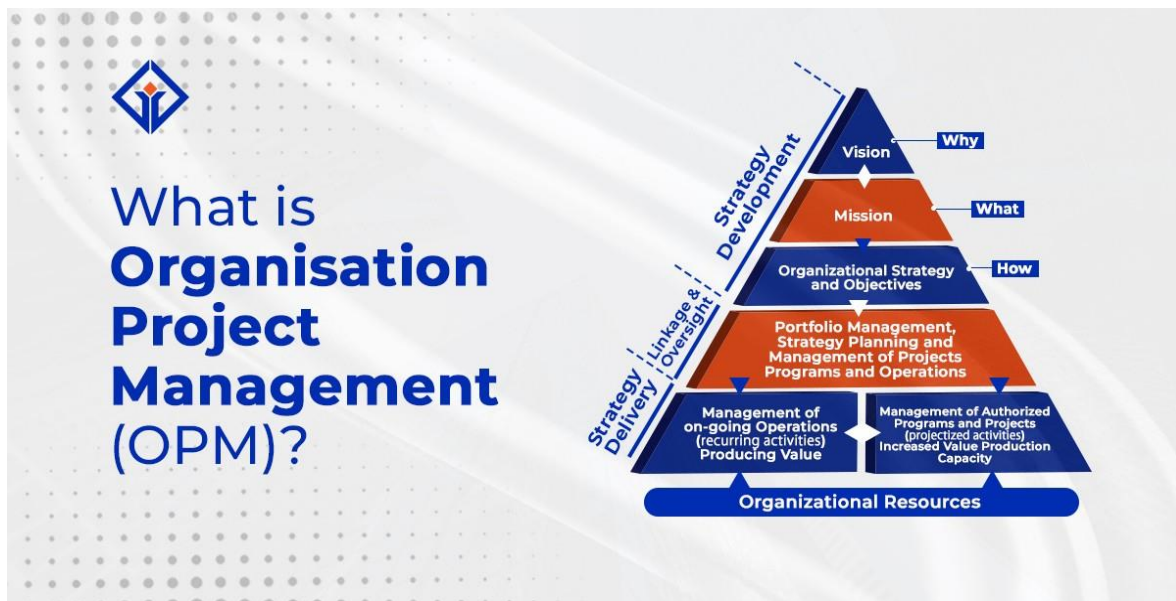 What is
Organisation
Project
Management
(OPM)?
Strategy
Development
Linkage &
Oversight
Strategy
Delivery
Vision
Why
Mission
What
Organizational Strategy
and Objectives
How
Portfolio Management,
Strategy Planning and
Management of Projects
Programs and Operations
Management of
on-going Operations
(recurring activities)
Producing Value
Management of Authorized
Programs and Projects
(projectized activities)
Increased Value Production
Capacity
Organizational Resources